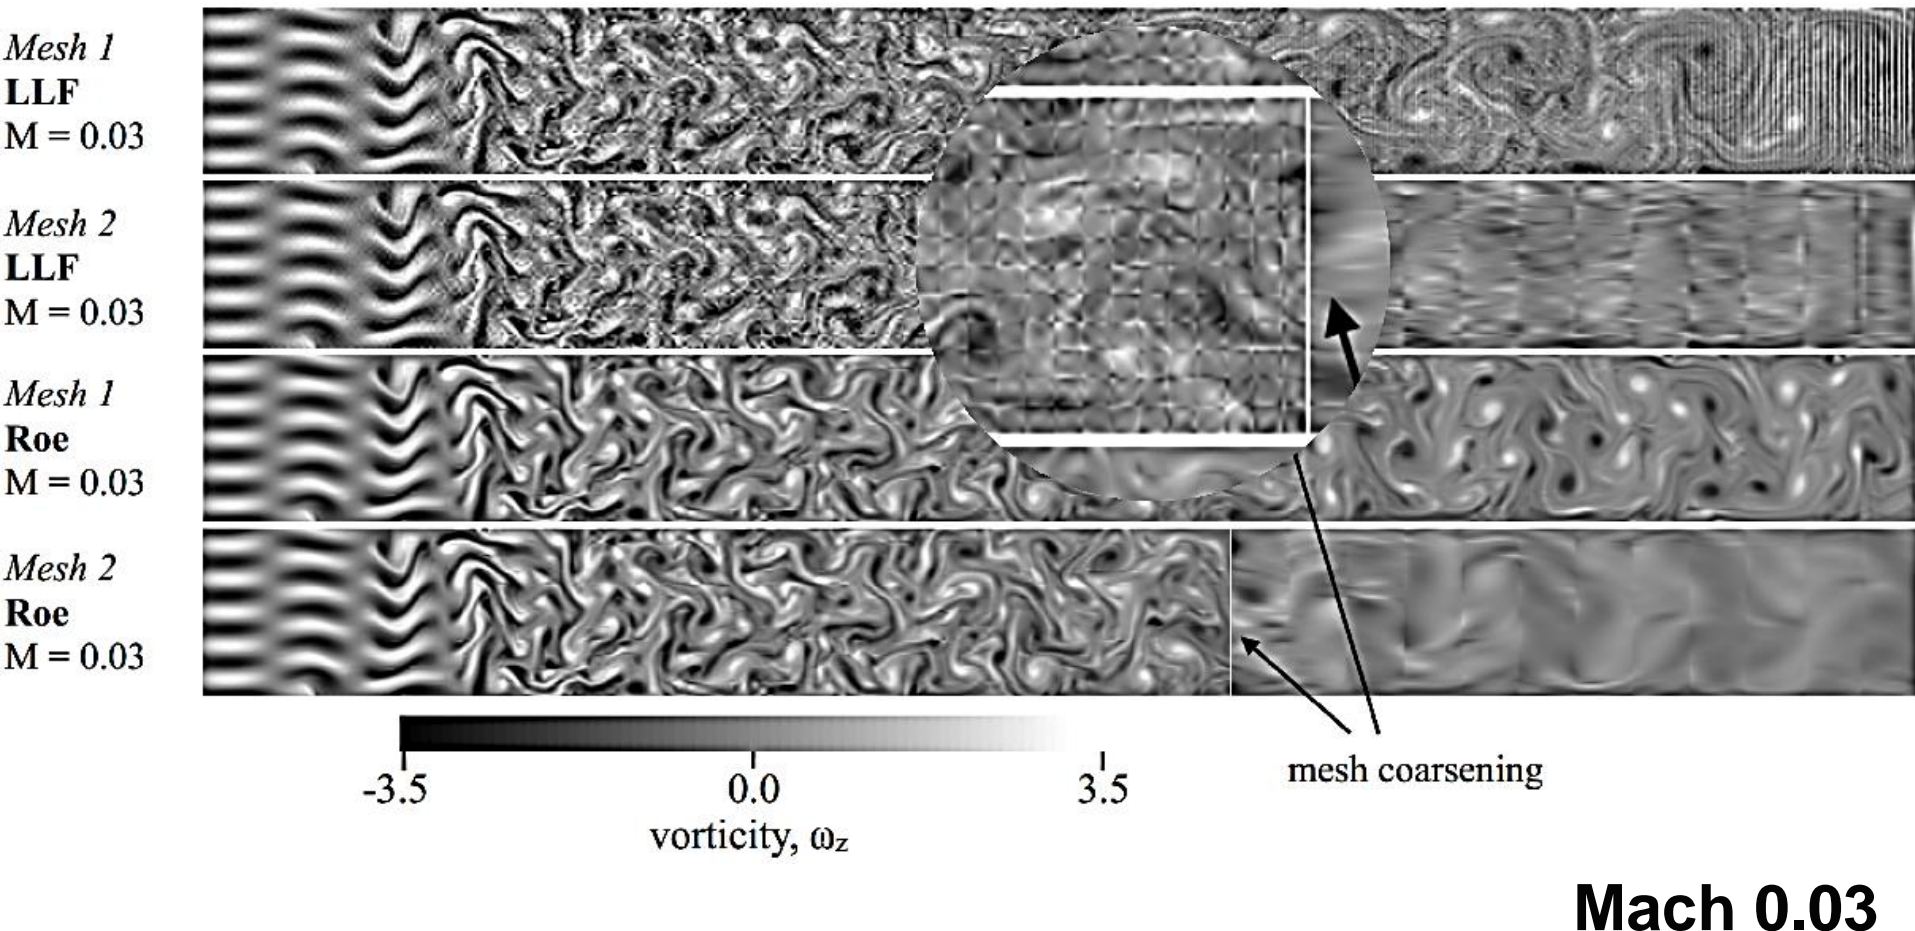 Mesh 1
LLF
M = 0.03
Mesh 2
LLF
M = 0.03
Mesh 1
Roe
M = 0.03
Mesh 2
Roe
M = 0.03
-3.5 0.0 3.5
mesh coarsening
vorticity, ωz
Mach 0.03